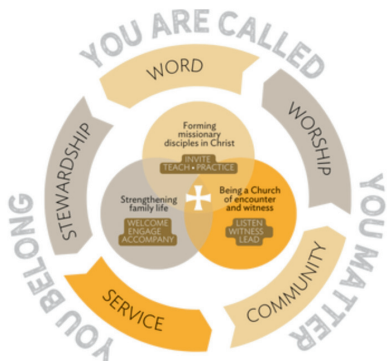 YOU ARE CALLED
WORD
WORSHIP
COMMUNITY
SERVICE
STEWARDSHIP
YOU MATTER
YOU BELONG
Forming
missionary
disciples in Christ
INVITE
TEACH • PRACTICE
Strengthening
family life
WELCOME
ENGAGE
ACCOMPANY
Being a Church
of encounter
and witness
LISTEN
WITNESS
LEAD